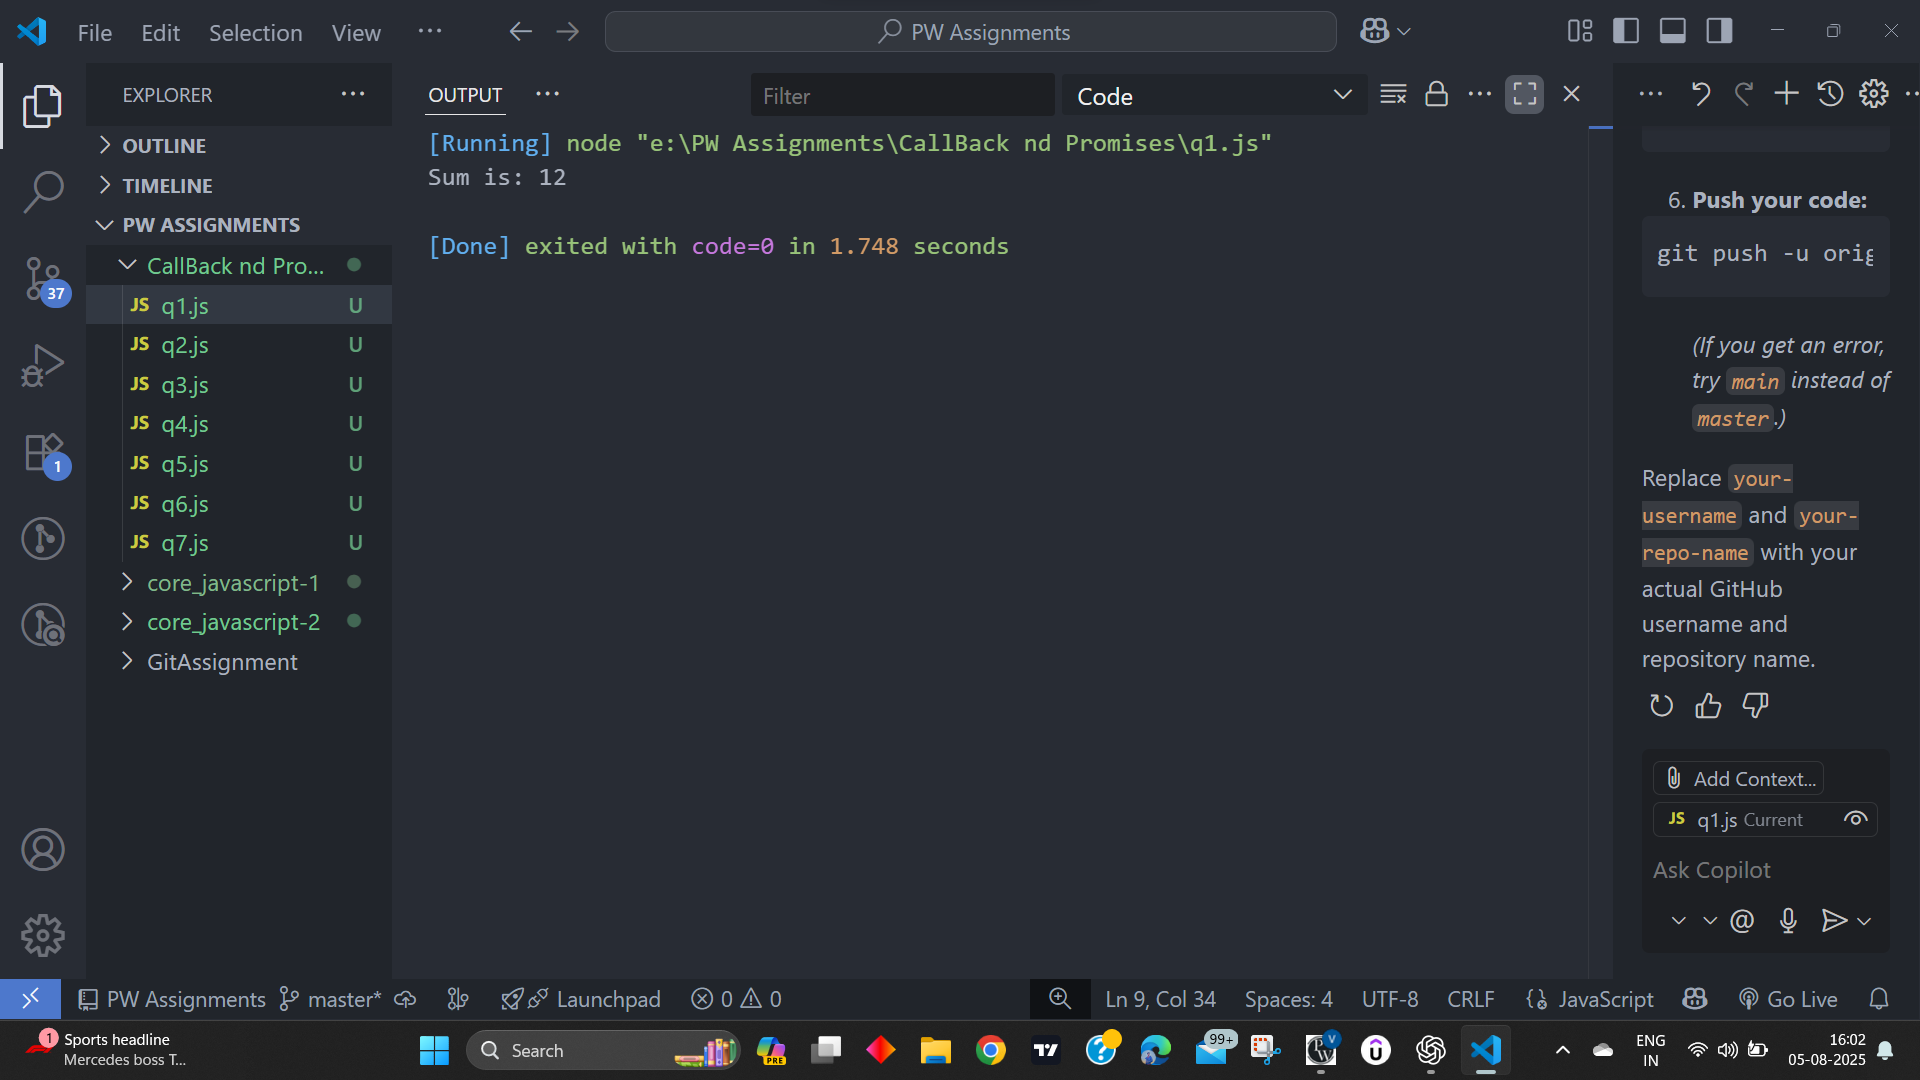 File Edit Selection View ···
PW Assignments
EXPLORER ···
OUTLINE
TIMELINE
PW ASSIGNMENTS
CallBack nd Pro...
JS q1.js U
JS q2.js U
JS q3.js U
JS q4.js U
JS q5.js U
JS q6.js U
JS q7.js U
core_javascript-1
core_javascript-2
GitAssignment
37
1
OUTPUT ···
Filter
Code
[Running] node "e:\PW Assignments\CallBack nd Promises\q1.js"
Sum is: 12
[Done] exited with code=0 in 1.748 seconds
6. Push your code:
git push -u orig
(If you get an error,
try main instead of
master.)
Replace your-
username and your-
repo-name with your
actual GitHub
username and
repository name.
Add Context...
JS q1.js Current
Ask Copilot
@
PW Assignments master* Launchpad 0 0
Ln 9, Col 34 Spaces: 4 UTF-8 CRLF JavaScript Go Live
1 Sports headline
Mercedes boss T...
Search
PRE
99+
V
ENG
IN
16:02
05-08-2025